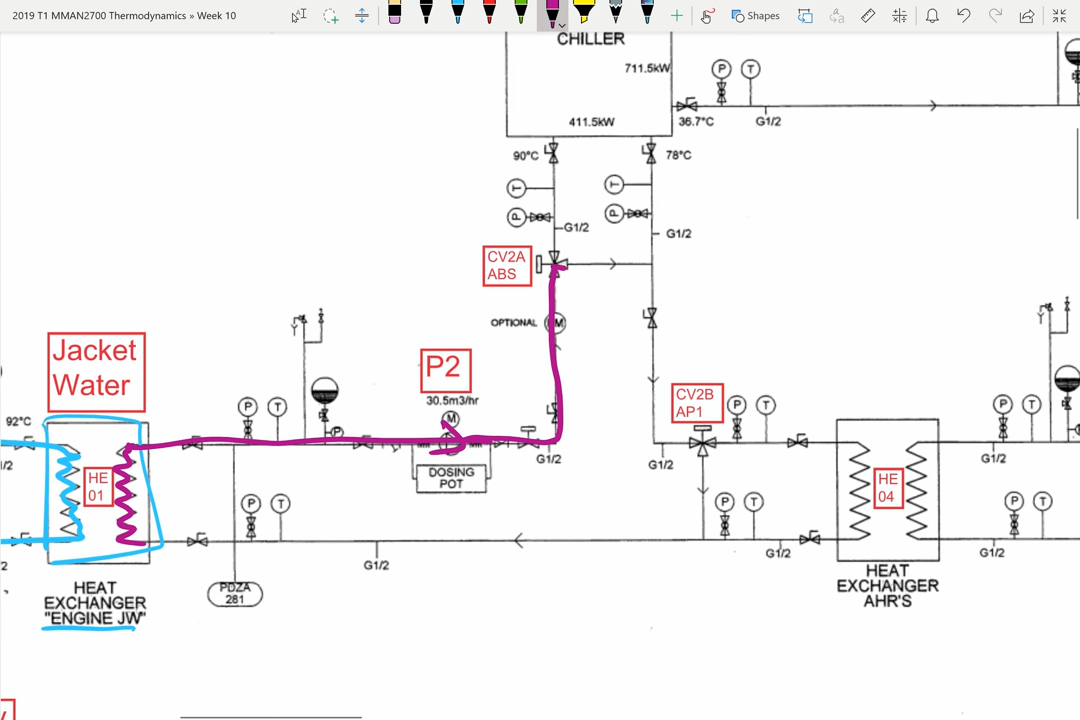 2019 T1 MMAN2700 Thermodynamics » Week 10
Shapes
CHILLER
711.5kW
P
T
411.5kW
36.7°C
G1/2
90°C
78°C
T
T
P
P
G1/2
G1/2
CV2A
ABS
OPTIONAL
M
Jacket
Water
P2
30.5m3/hr
CV2B
AP1
92°C
P
T
P
M
P
T
P
T
G1/2
G1/2
G1/2
DOSING
POT
HE
01
HE
04
P
T
P
T
P
T
G1/2
G1/2
G1/2
PDZA
281
HEAT
EXCHANGER
"ENGINE JW"
HEAT
EXCHANGER
AHR'S